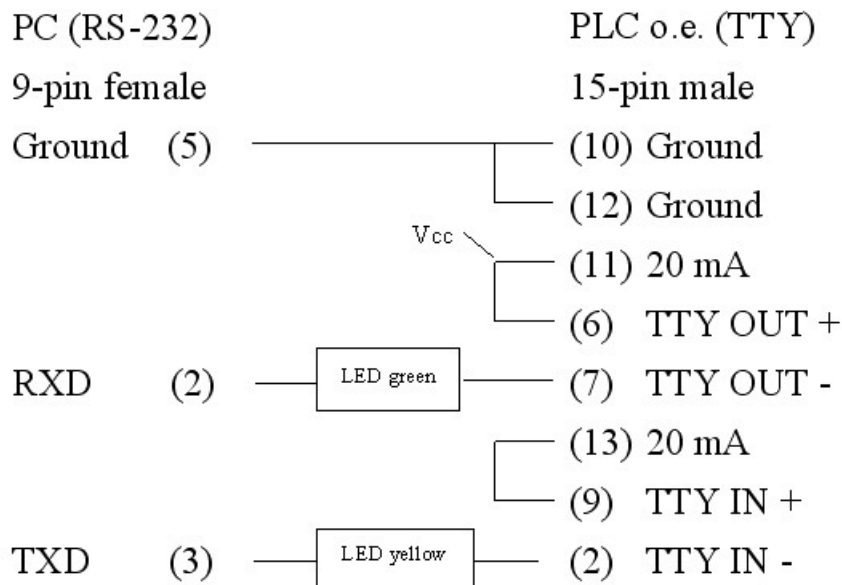 PC (RS-232) PLC o.e. (TTY)
9-pin female 15-pin male
Ground (5) (10) Ground
(12) Ground
Vcc
(11) 20 mA
(6) TTY OUT +
RXD (2) LED green (7) TTY OUT -
(13) 20 mA
(9) TTY IN +
TXD (3) LED yellow (2) TTY IN -